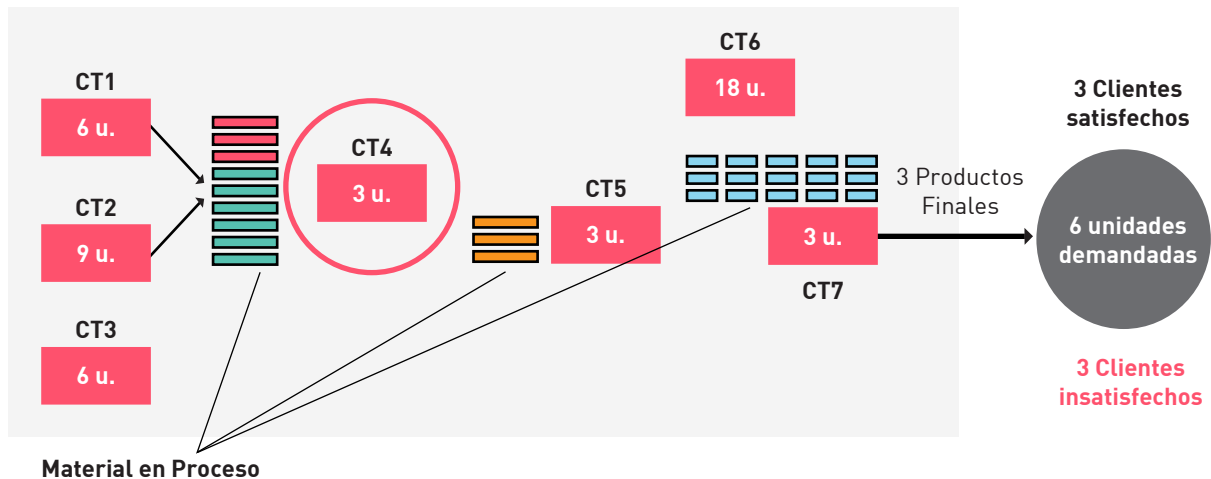 CT1
6 u.
CT2
9 u.
CT3
6 u.
CT4
3 u.
CT5
3 u.
CT6
18 u.
3 u.
CT7
3 Productos
Finales
3 Clientes
satisfechos
6 unidades
demandadas
3 Clientes
insatisfechos
Material en Proceso